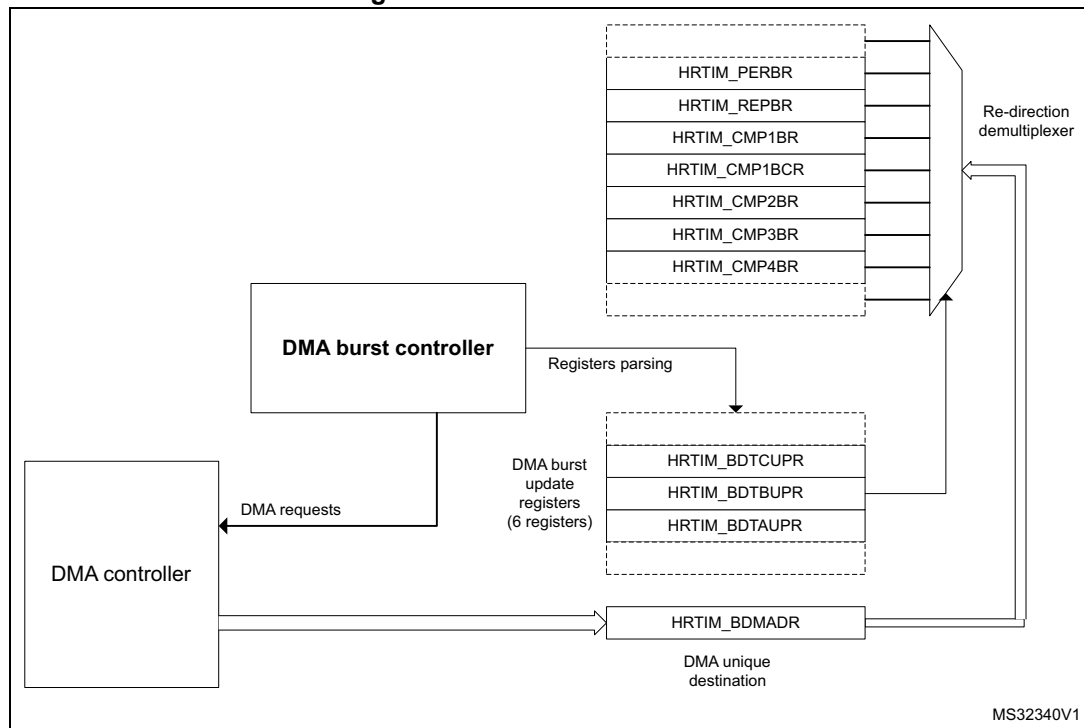 HRTIM_PERBR
HRTIM_REPBR
HRTIM_CMP1BR
HRTIM_CMP1BCR
HRTIM_CMP2BR
HRTIM_CMP3BR
HRTIM_CMP4BR
Re-direction
demultiplexer
DMA burst controller
Registers parsing
DMA burst
update
registers
(6 registers)
HRTIM_BDTCUPR
HRTIM_BDTBUPR
HRTIM_BDTAUPR
DMA requests
DMA controller
HRTIM_BDMADR
DMA unique
destination
MS32340V1